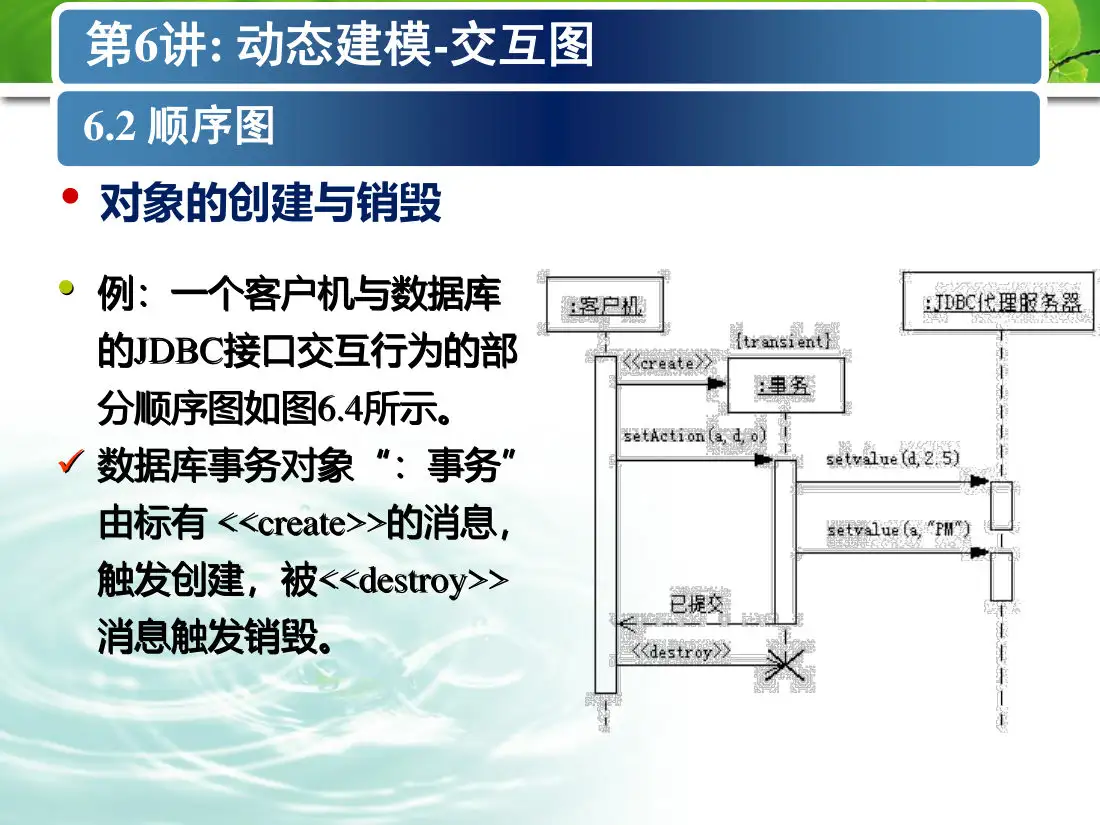 第6讲: 动态建模-交互图
6.2 顺序图
• 对象的创建与销毁
• 例：一个客户机与数据库
的JDBC接口交互行为的部
分顺序图如图6.4所示。
✓ 数据库事务对象“：事务”
由标有 <<create>>的消息，
触发创建，被<<destroy>>
消息触发销毁。
:客户机
:JDBC代理服务器
{transient}
<<create>>
:事务
setAction(a,d,o)
setvalue(d,2.5)
setvalue(a,"PM")
已提交
<<destroy>>